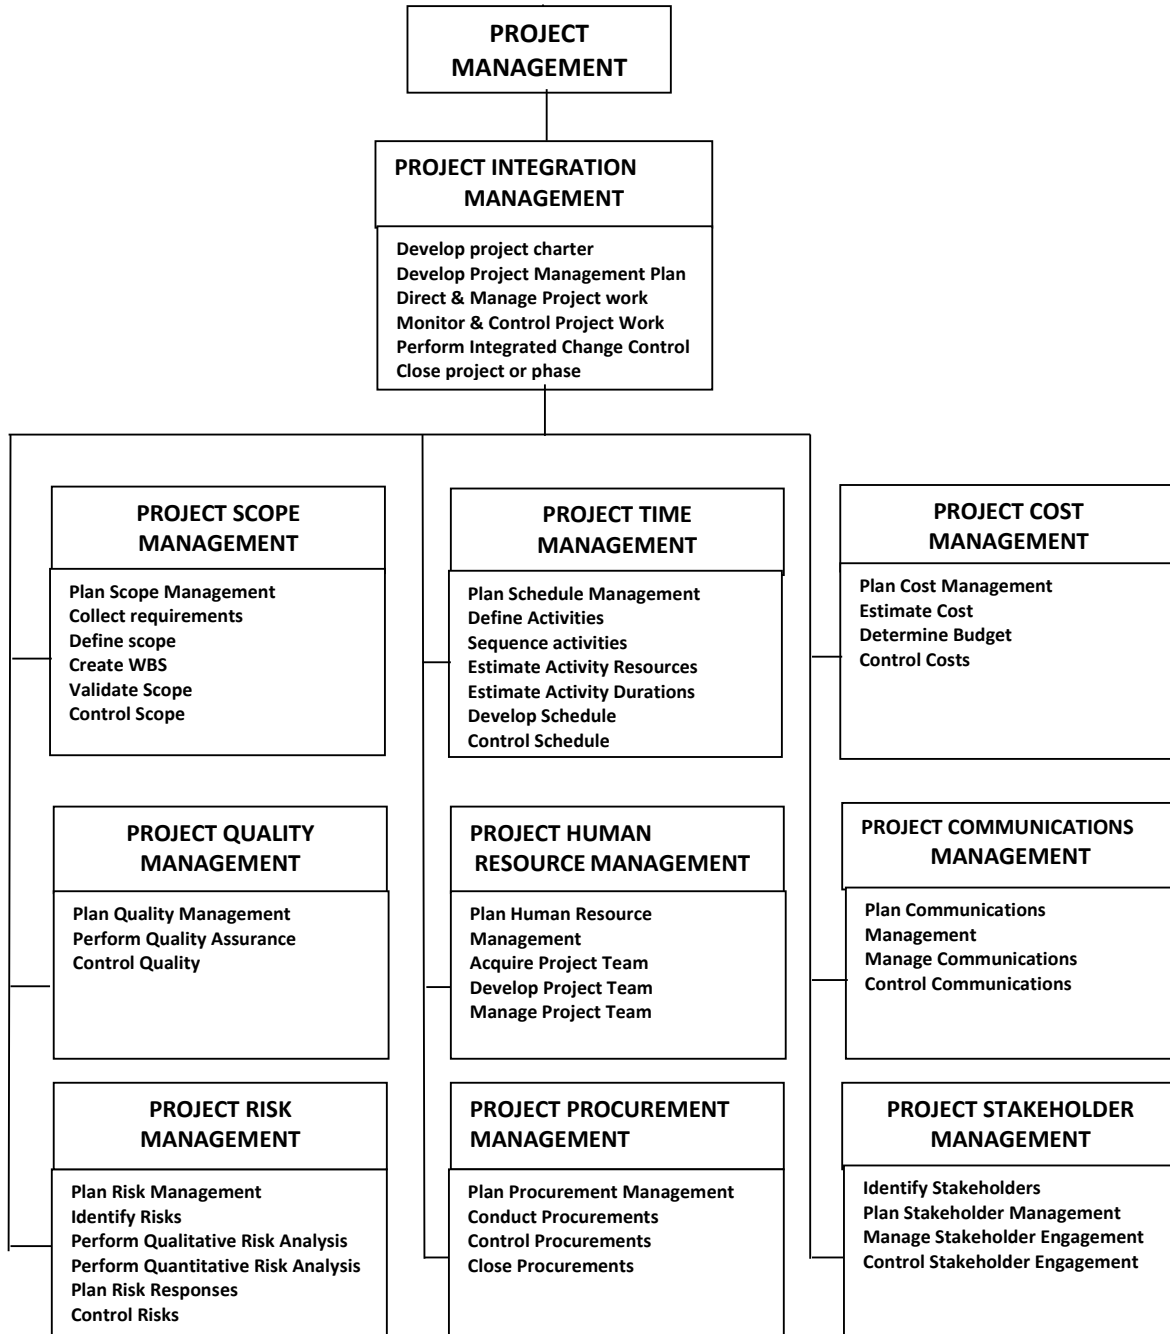 PROJECT
MANAGEMENT
PROJECT INTEGRATION
MANAGEMENT
Develop project charter
Develop Project Management Plan
Direct & Manage Project work
Monitor & Control Project Work
Perform Integrated Change Control
Close project or phase
PROJECT SCOPE
MANAGEMENT
Plan Scope Management
Collect requirements
Define scope
Create WBS
Validate Scope
Control Scope
PROJECT TIME
MANAGEMENT
Plan Schedule Management
Define Activities
Sequence activities
Estimate Activity Resources
Estimate Activity Durations
Develop Schedule
Control Schedule
PROJECT COST
MANAGEMENT
Plan Cost Management
Estimate Cost
Determine Budget
Control Costs
PROJECT QUALITY
MANAGEMENT
Plan Quality Management
Perform Quality Assurance
Control Quality
PROJECT HUMAN
RESOURCE MANAGEMENT
Plan Human Resource
Management
Acquire Project Team
Develop Project Team
Manage Project Team
PROJECT COMMUNICATIONS
MANAGEMENT
Plan Communications
Management
Manage Communications
Control Communications
PROJECT RISK
MANAGEMENT
Plan Risk Management
Identify Risks
Perform Qualitative Risk Analysis
Perform Quantitative Risk Analysis
Plan Risk Responses
Control Risks
PROJECT PROCUREMENT
MANAGEMENT
Plan Procurement Management
Conduct Procurements
Control Procurements
Close Procurements
PROJECT STAKEHOLDER
MANAGEMENT
Identify Stakeholders
Plan Stakeholder Management
Manage Stakeholder Engagement
Control Stakeholder Engagement